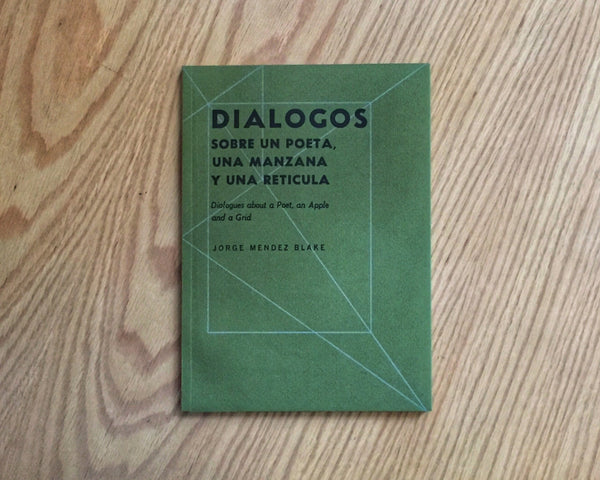 DIALOGOS
SOBRE UN POETA,
UNA MANZANA
Y UNA RETICULA
Dialogues about a Poet, an Apple
and a Grid
JORGE MENDEZ BLAKE